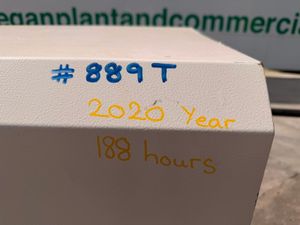 eganplantandcommercia
# 889T
2020 Year
188 hours